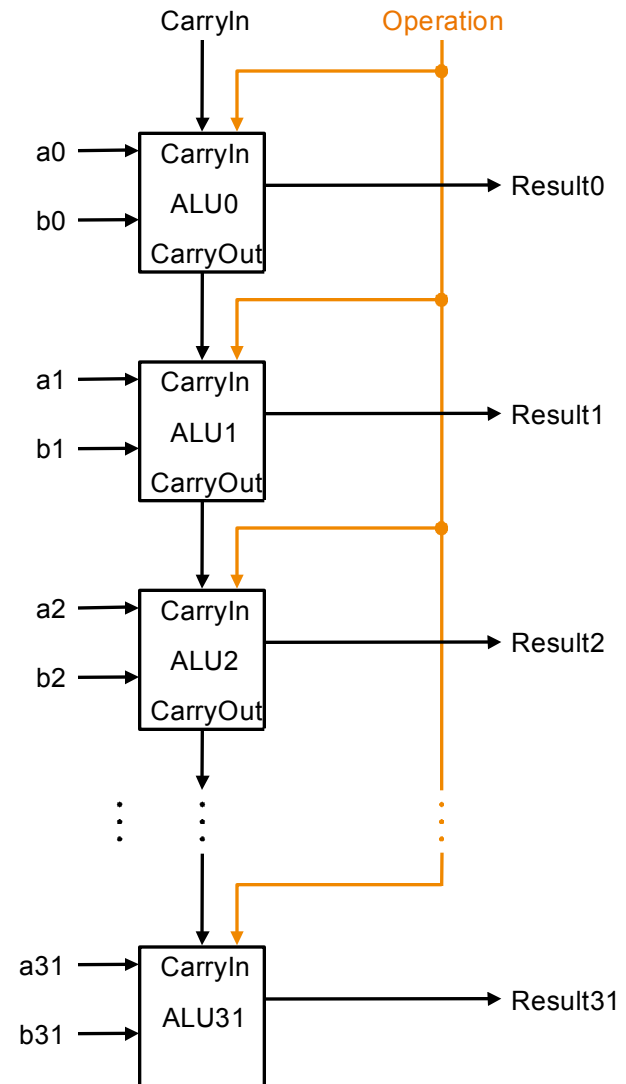 CarryIn Operation
a0 CarryIn
ALU0 Result0
b0
CarryOut
a1 CarryIn
ALU1 Result1
b1
CarryOut
a2 CarryIn
ALU2 Result2
b2
CarryOut
a31 CarryIn
ALU31 Result31
b31